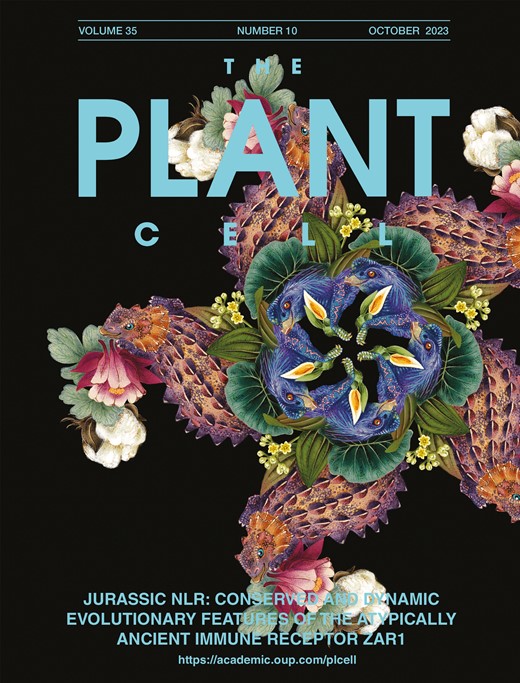 VOLUME 35 NUMBER 10 OCTOBER 2023
THE
PLANT
CELL
JURASSIC NLR: CONSERVED AND DYNAMIC
EVOLUTIONARY FEATURES OF THE ATYPICALLY
ANCIENT IMMUNE RECEPTOR ZAR1
https://academic.oup.com/plcell